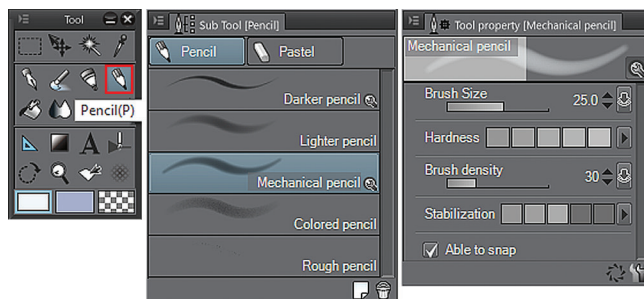 Tool
Pencil(P)
Sub Tool [Pencil]
Pencil
Pastel
Darker pencil
Lighter pencil
Mechanical pencil
Colored pencil
Rough pencil
Tool property [Mechanical pencil]
Mechanical pencil
Brush Size 25.0
Hardness
Brush density 30
Stabilization
Able to snap